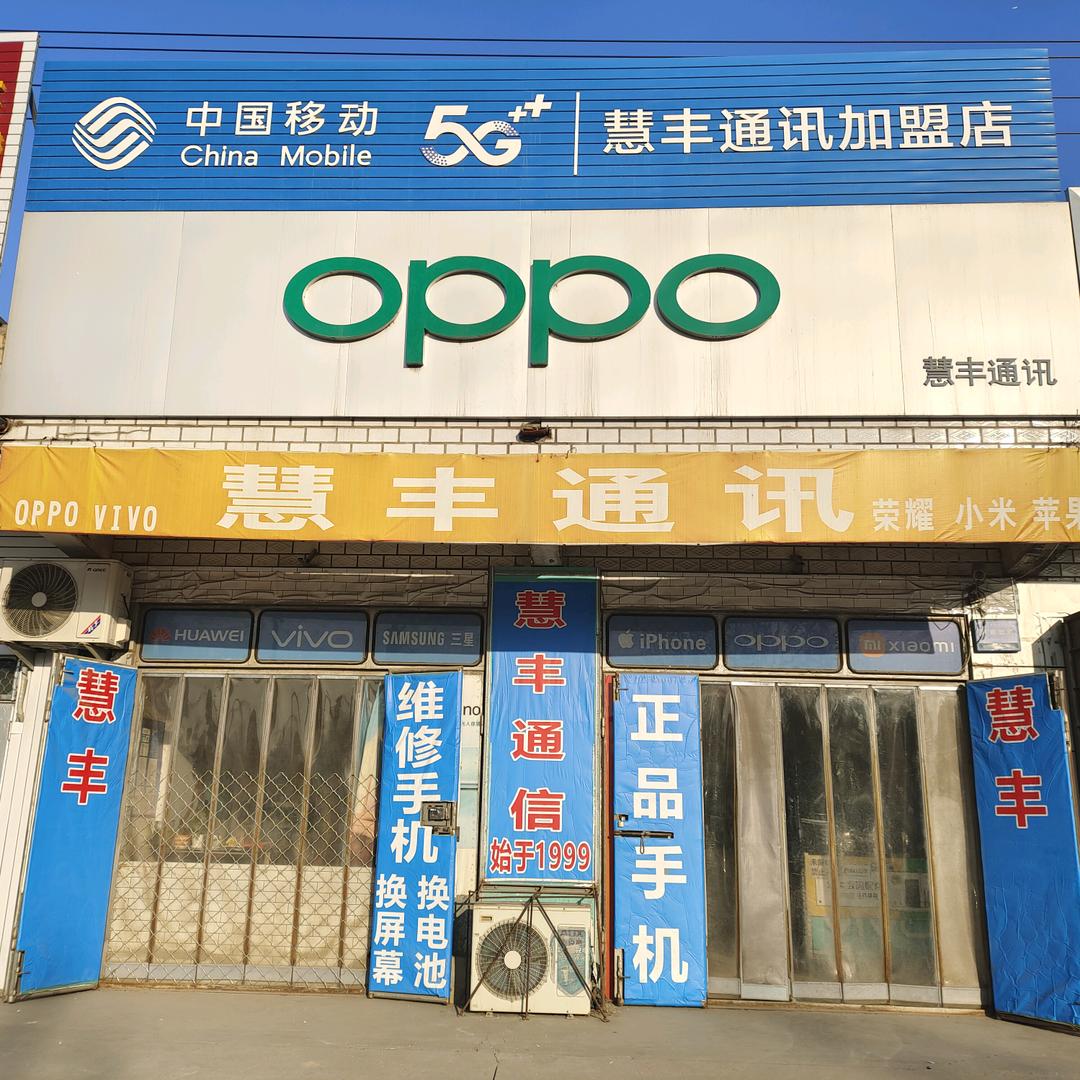 中国移动 5G++ 慧丰通讯加盟店
China Mobile
oppo
慧丰通讯
OPPO VIVO 慧丰通讯 荣耀 小米 苹果
HUAWEI
vivo
SAMSUNG 三星
iPhone
oppo
mi xiaomi
慧丰
维修手机
换屏幕
换电池
慧丰通信
始于1999
正品手机
慧丰